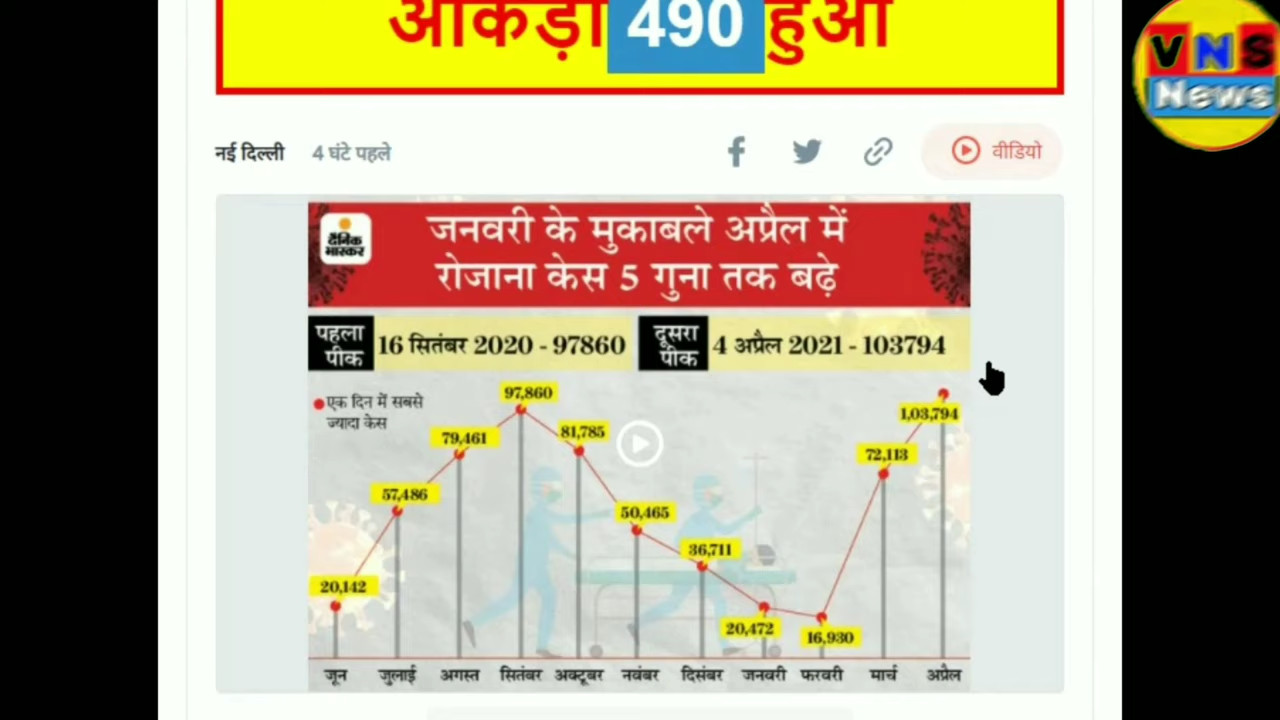 आंकड़ा 490 हुआ
VNS
News
नई दिल्ली 4 घंटे पहले
वीडियो
दैनिक
भास्कर
जनवरी के मुकाबले अप्रैल में
रोजाना केस 5 गुना तक बढ़े
पहला
पीक
16 सितंबर 2020 - 97860
दूसरा
पीक
4 अप्रैल 2021 - 103794
एक दिन में सबसे
ज्यादा केस
20,142
57,486
79,461
97,860
81,785
50,465
36,711
20,472
16,930
72,113
1,03,794
जून जुलाई अगस्त सितंबर अक्टूबर नवंबर दिसंबर जनवरी फरवरी मार्च अप्रैल